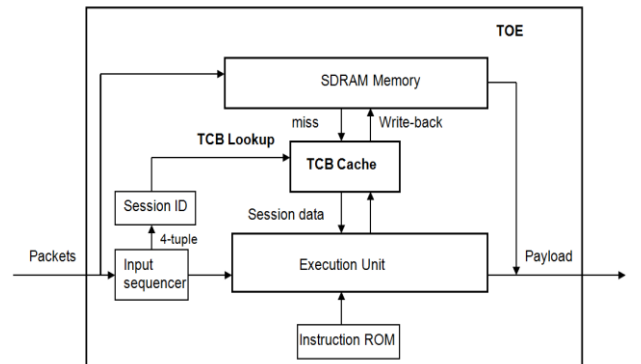 TOE
SDRAM Memory
miss
Write-back
TCB Lookup
TCB Cache
Session ID
Session data
4-tuple
Packets
Input
sequencer
Execution Unit
Payload
Instruction ROM